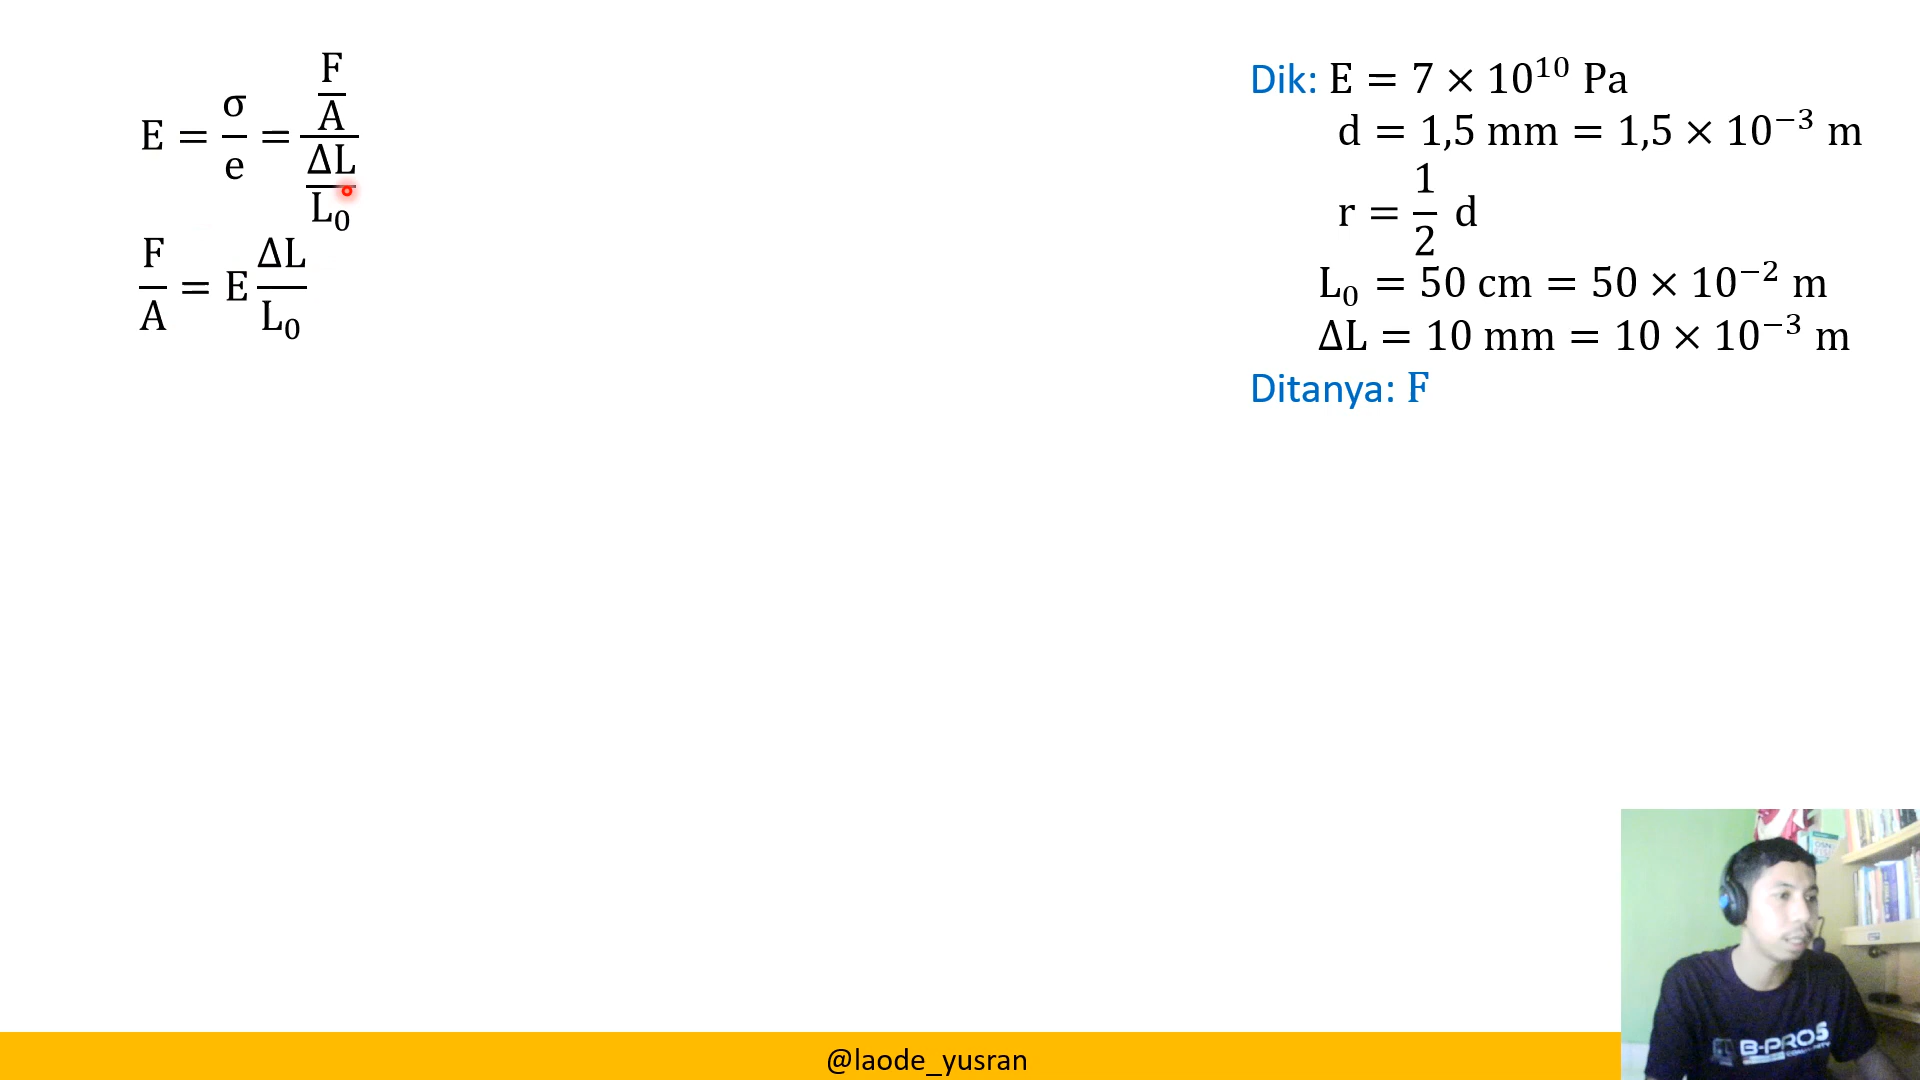 E = σ/e = (F/A)/(ΔL/L₀)
F/A = E ΔL/L₀
Dik: E = 7 × 10¹⁰ Pa
d = 1,5 mm = 1,5 × 10⁻³ m
r = 1/2 d
L₀ = 50 cm = 50 × 10⁻² m
ΔL = 10 mm = 10 × 10⁻³ m
Ditanya: F
B-PROS
@laode_yusran